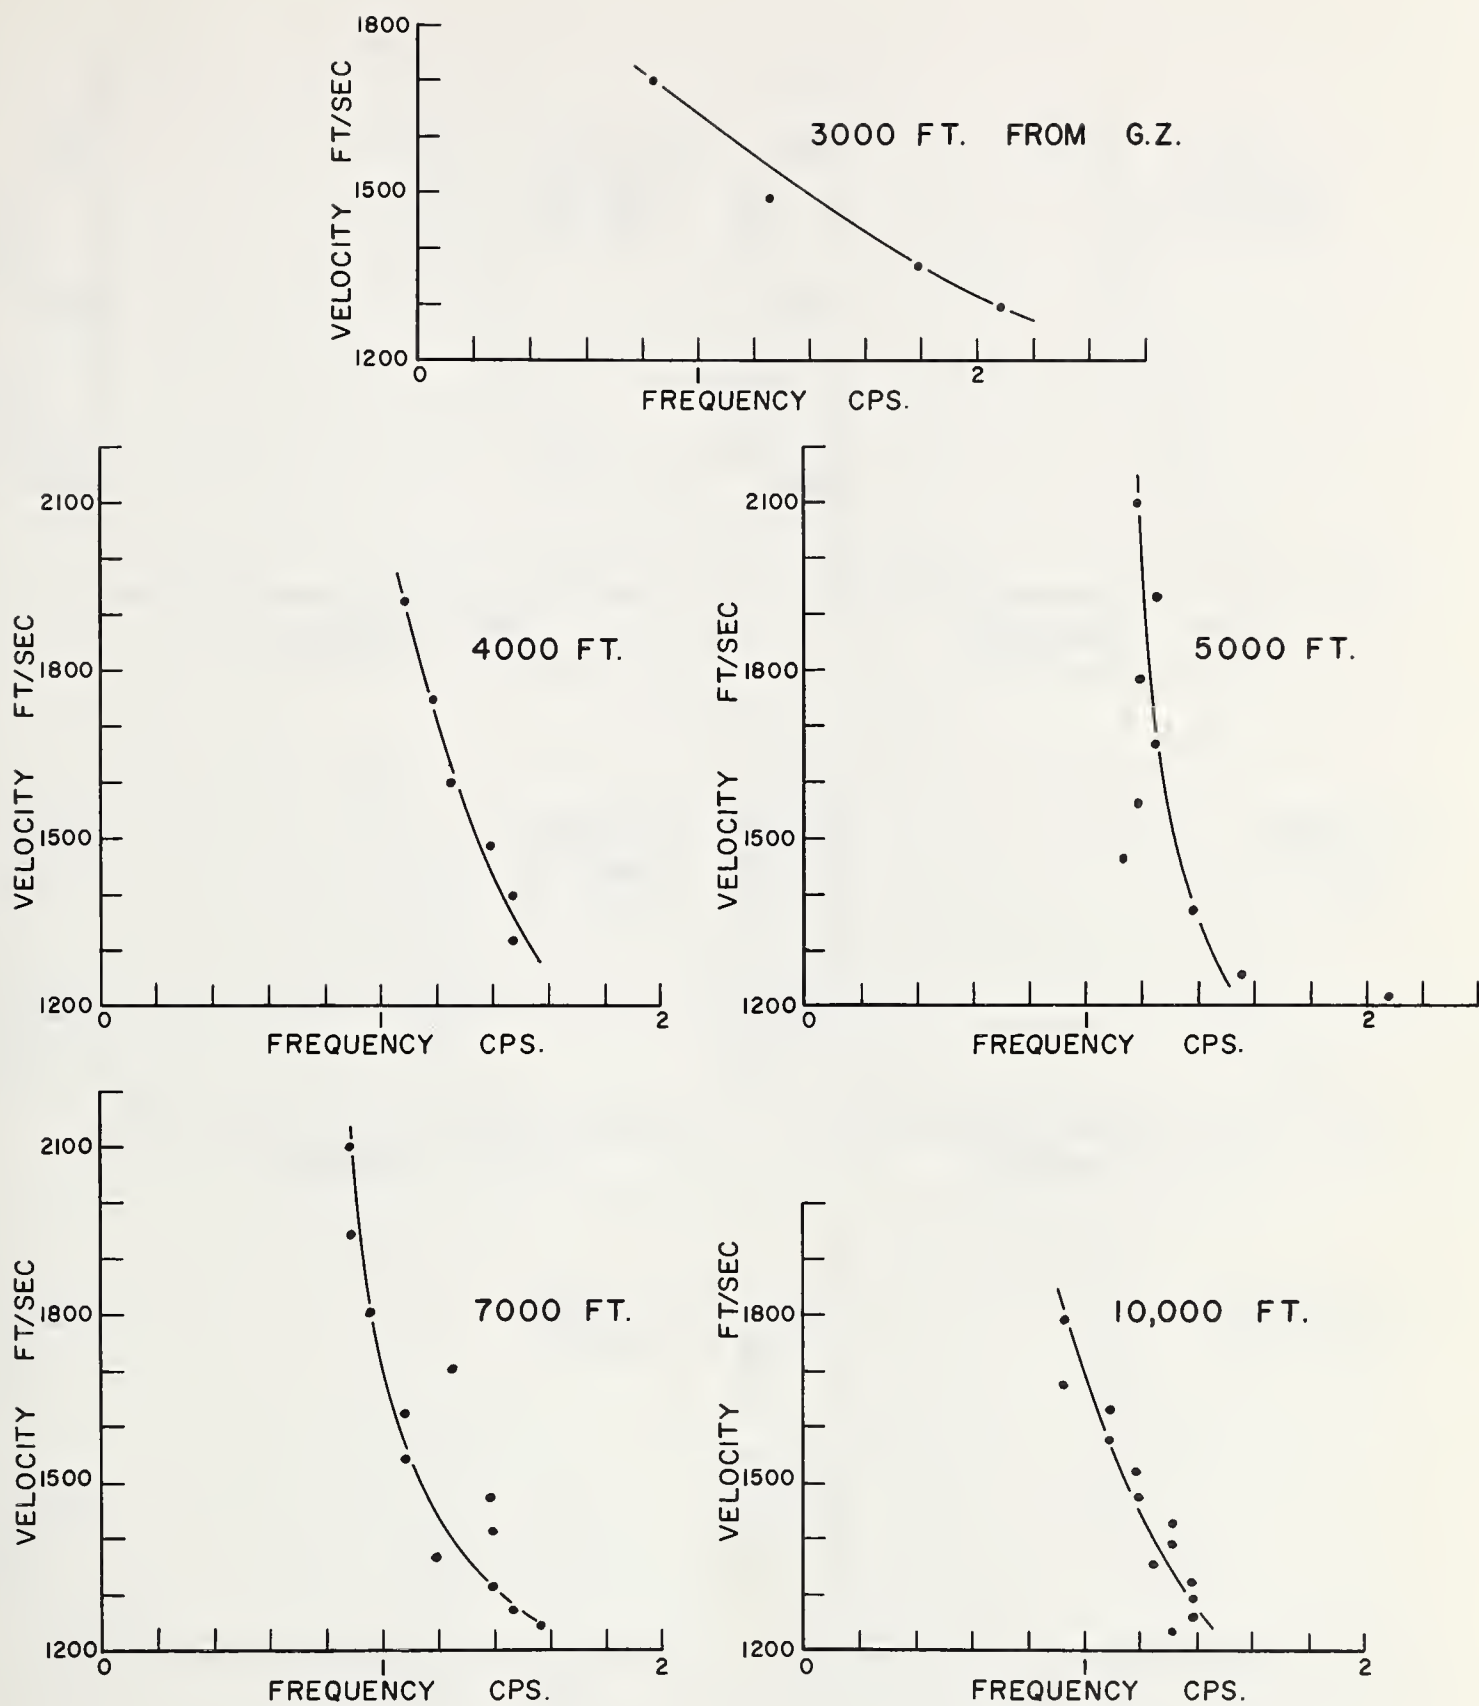 1800
1500
1200
VELOCITY FT/SEC
3000 FT. FROM G.Z.
0 1 2
FREQUENCY CPS.
2100
1800
1500
1200
VELOCITY FT/SEC
4000 FT.
0 1 2
FREQUENCY CPS.
2100
1800
1500
1200
VELOCITY FT/SEC
5000 FT.
0 1 2
FREQUENCY CPS.
2100
1800
1500
1200
VELOCITY FT/SEC
7000 FT.
0 1 2
FREQUENCY CPS.
1800
1500
1200
VELOCITY FT/SEC
10,000 FT.
0 1 2
FREQUENCY CPS.